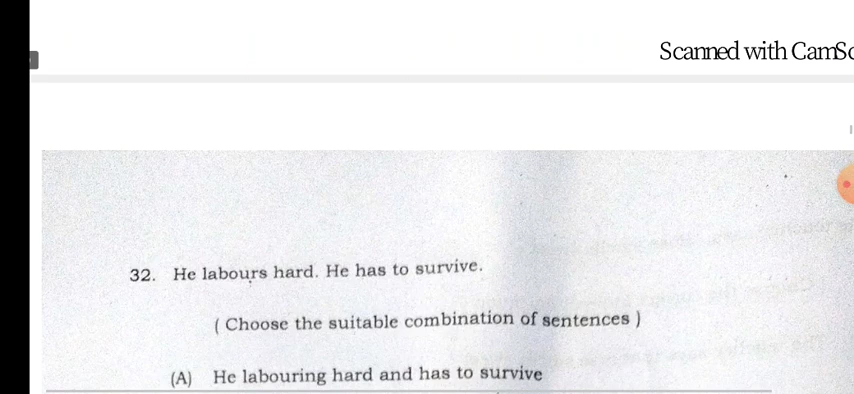 Scanned with CamSc
32. He labours hard. He has to survive.
( Choose the suitable combination of sentences )
(A) He labouring hard and has to survive